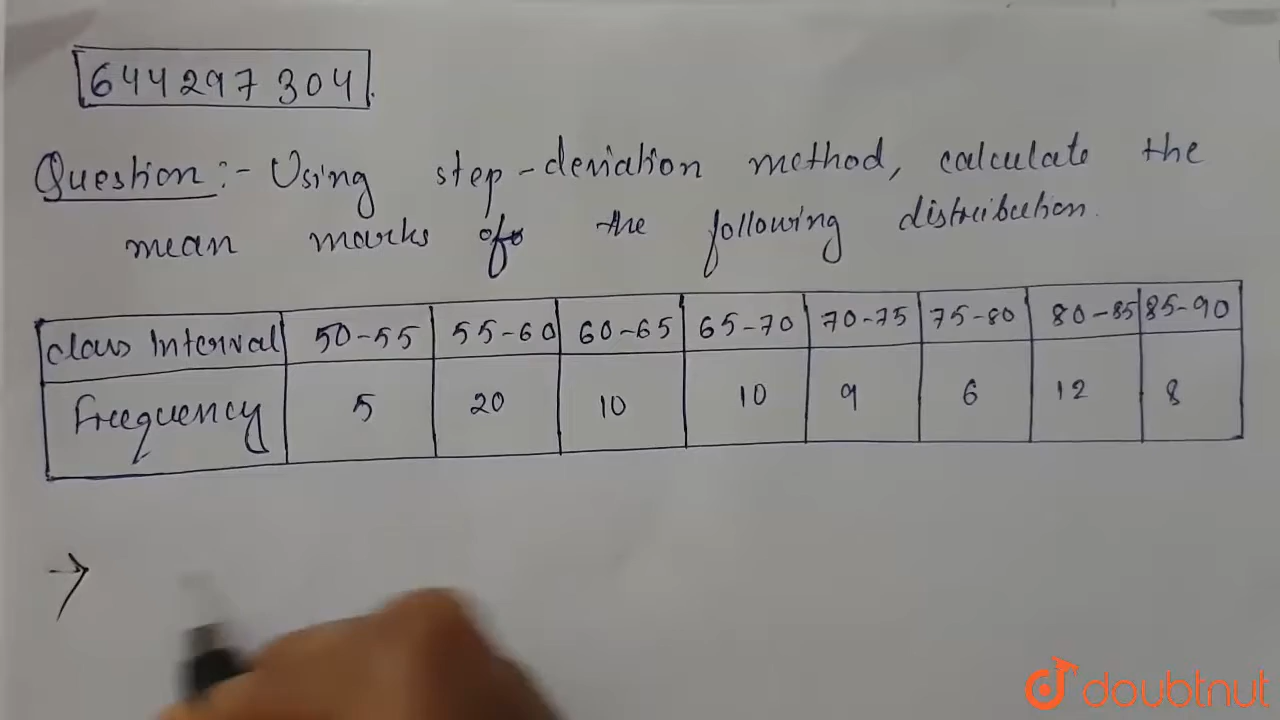 644297304
Question:- Using step-deviation method, calculate the
mean marks of the following distribution.
Class Interval 50-55 55-60 60-65 65-70 70-75 75-80 80-85 85-90
Frequency 5 20 10 10 9 6 12 8
doubtnut